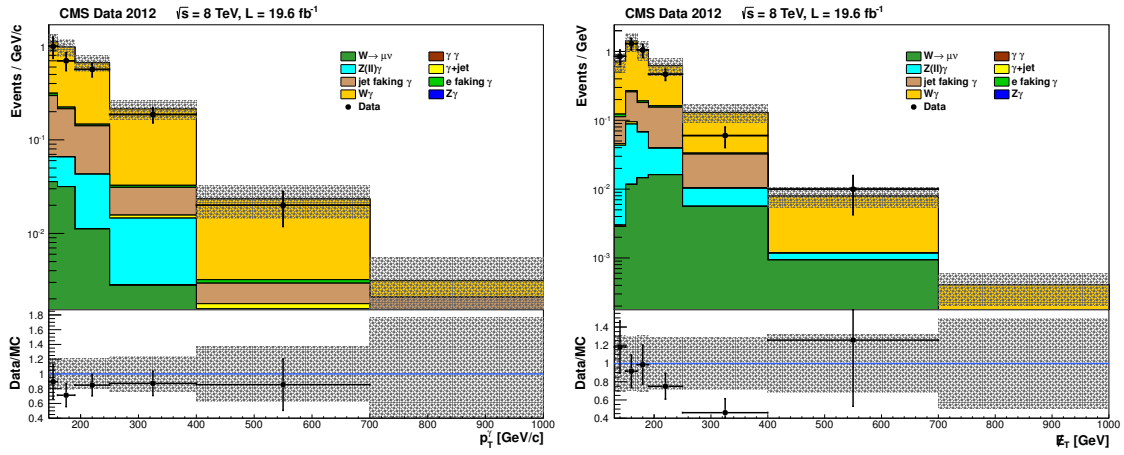 CMS Data 2012 √s = 8 TeV, L = 19.6 fb⁻¹
Events / GeV/c
1
10⁻¹
10⁻²
W→ μν
Z(ll)γ
jet faking γ
Wγ
γ γ
γ+jet
e faking γ
Zγ
Data
Data/MC
1.8
1.6
1.4
1.2
1
0.8
0.6
0.4
200 300 400 500 600 700 800 900 1000
p_T^γ [GeV/c]
CMS Data 2012 √s = 8 TeV, L = 19.6 fb⁻¹
Events / GeV
10
1
10⁻¹
10⁻²
10⁻³
W→ μν
Z(ll)γ
jet faking γ
Wγ
γ γ
γ+jet
e faking γ
Zγ
Data
Data/MC
1.4
1.2
1
0.8
0.6
0.4
200 300 400 500 600 700 800 900 1000
E̸_T [GeV]